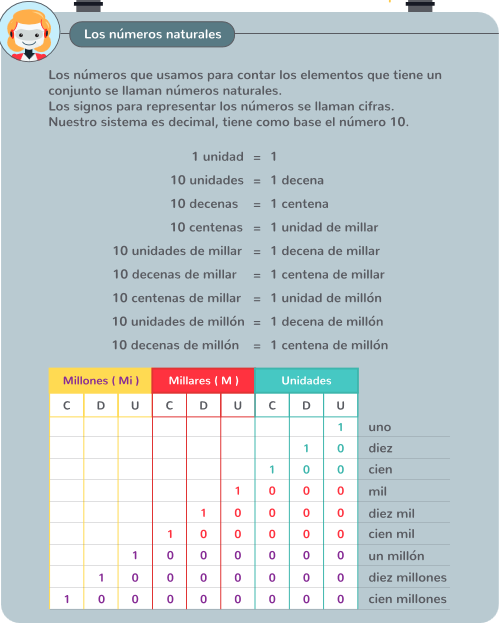 Los números naturales
Los números que usamos para contar los elementos que tiene un
conjunto se llaman números naturales.
Los signos para representar los números se llaman cifras.
Nuestro sistema es decimal, tiene como base el número 10.
1 unidad = 1
10 unidades = 1 decena
10 decenas = 1 centena
10 centenas = 1 unidad de millar
10 unidades de millar = 1 decena de millar
10 decenas de millar = 1 centena de millar
10 centenas de millar = 1 unidad de millón
10 unidades de millón = 1 decena de millón
10 decenas de millón = 1 centena de millón
Millones ( Mi ) Millares ( M ) Unidades
C D U C D U C D U
1 uno
1 0 diez
1 0 0 cien
1 0 0 0 mil
1 0 0 0 0 diez mil
1 0 0 0 0 0 cien mil
1 0 0 0 0 0 0 un millón
1 0 0 0 0 0 0 0 diez millones
1 0 0 0 0 0 0 0 0 cien millones